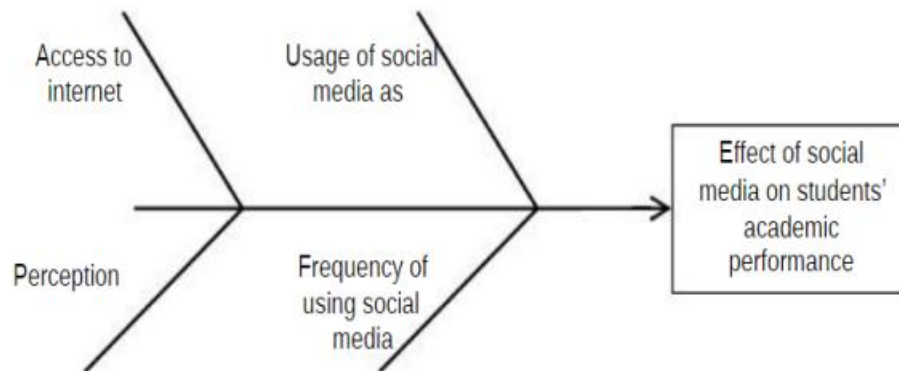 Access to
internet
Usage of social
media as
Effect of social
media on students’
academic
performance
Perception
Frequency of
using social
media